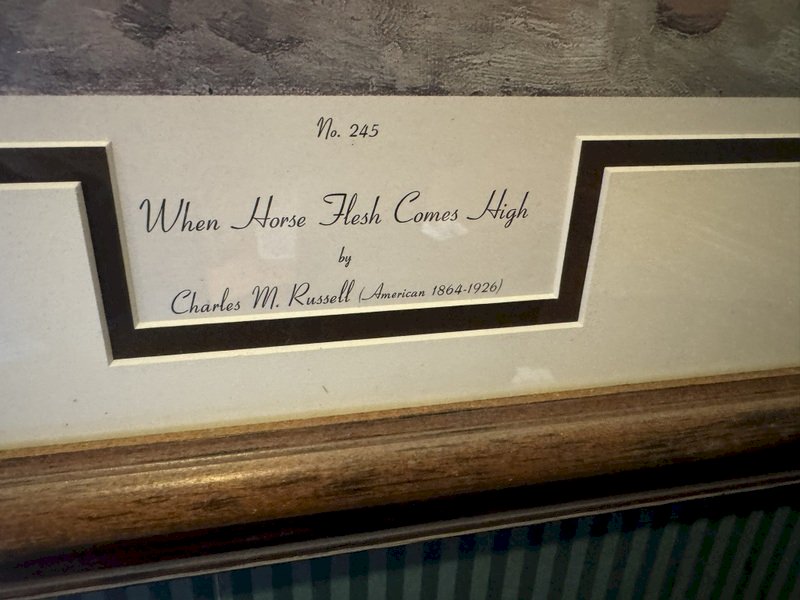 No. 245
When Horse Flesh Comes High
by
Charles M. Russell (American 1864-1926)